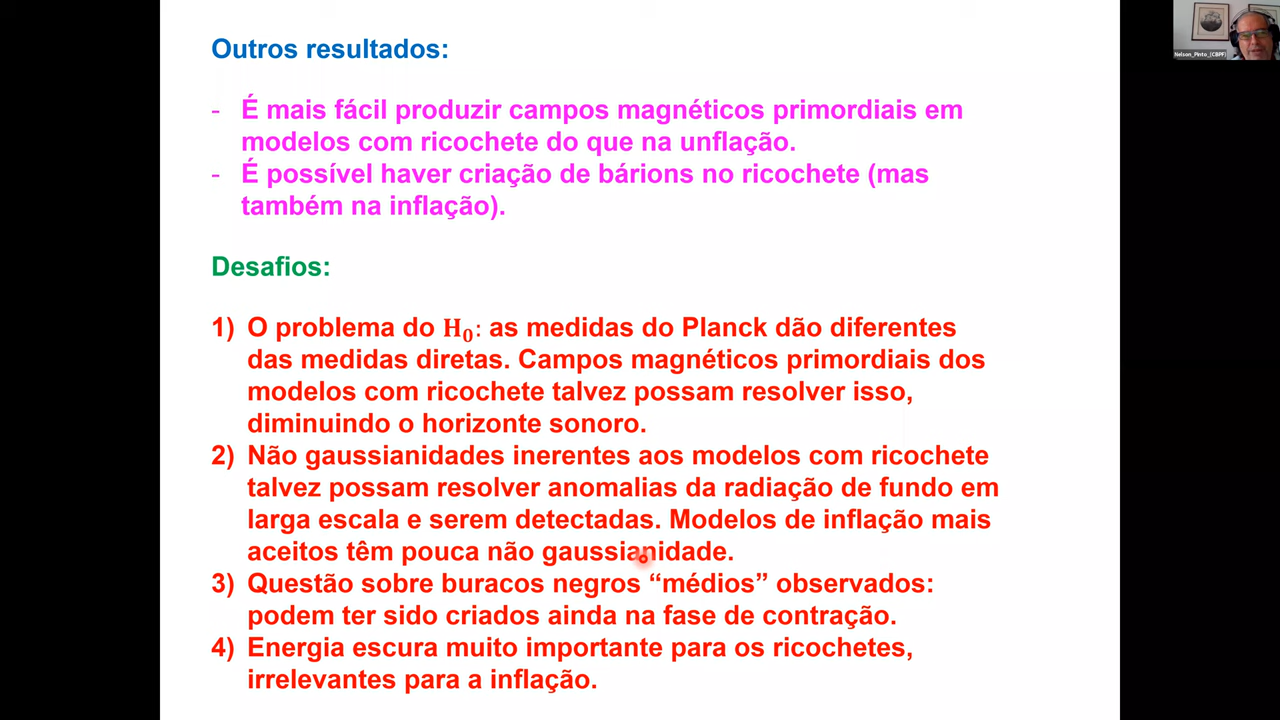 Outros resultados:
- É mais fácil produzir campos magnéticos primordiais em
modelos com ricochete do que na unflação.
- É possível haver criação de bárions no ricochete (mas
também na inflação).
Desafios:
1) O problema do H₀: as medidas do Planck dão diferentes
das medidas diretas. Campos magnéticos primordiais dos
modelos com ricochete talvez possam resolver isso,
diminuindo o horizonte sonoro.
2) Não gaussianidades inerentes aos modelos com ricochete
talvez possam resolver anomalias da radiação de fundo em
larga escala e serem detectadas. Modelos de inflação mais
aceitos têm pouca não gaussianidade.
3) Questão sobre buracos negros “médios” observados:
podem ter sido criados ainda na fase de contração.
4) Energia escura muito importante para os ricochetes,
irrelevantes para a inflação.
Nelson_Pinto_(CBPF)